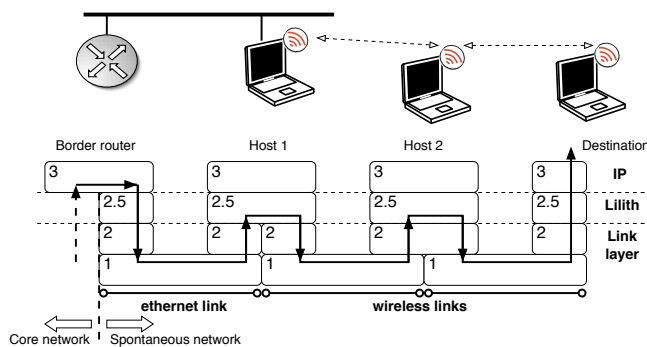 Border router Host 1 Host 2 Destination
3 3 3 3 IP
2.5 2.5 2.5 2.5 Lilith
2 2 2 2 2 Link
layer
1 1
ethernet link wireless links
Core network Spontaneous network